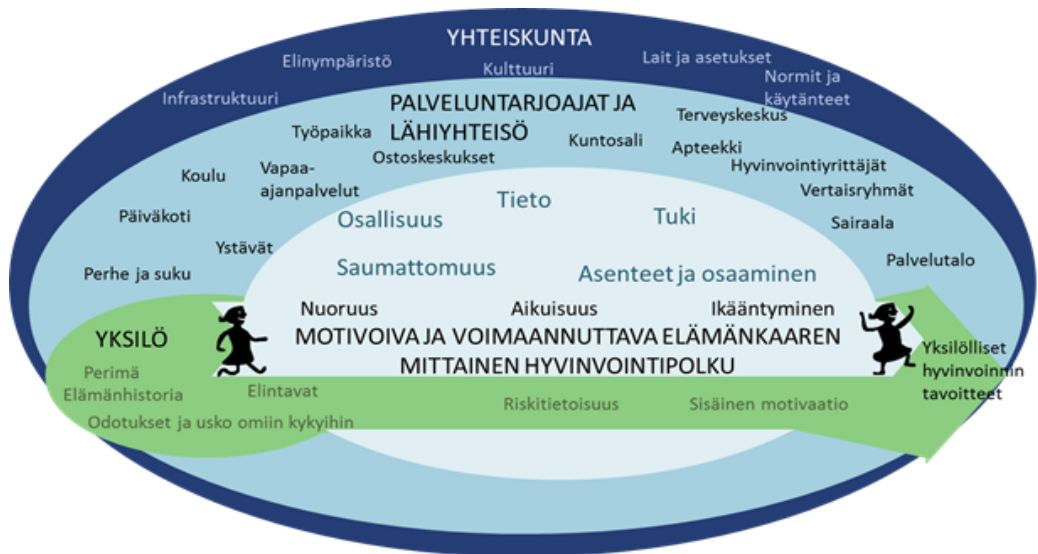 YHTEISKUNTA
Elinympäristö
Kulttuuri
Lait ja asetukset
Infrastruktuuri
Normit ja
käytänteet
PALVELUNTARJOAJAT JA
LÄHIYHTEISÖ
Työpaikka
Ostoskeskukset
Kuntosali
Terveyskeskus
Apteekki
Hyvinvointiyrittäjät
Vertaisryhmät
Koulu
Vapaa-
ajanpalvelut
Päiväkoti
Sairaala
Ystävät
Perhe ja suku
Palvelutalo
Tieto
Osallisuus
Tuki
Saumattomuus
Asenteet ja osaaminen
Nuoruus
Aikuisuus
Ikääntyminen
MOTIVOIVA JA VOIMAANNUTTAVA ELÄMÄNKAAREN
MITTAINEN HYVINVOINTIPOLKU
YKSILÖ
Perimä
Elämänhistoria
Elintavat
Odotukset ja usko omiin kykyihin
Riskitietoisuus
Sisäinen motivaatio
Yksilölliset
hyvinvoinnin
tavoitteet